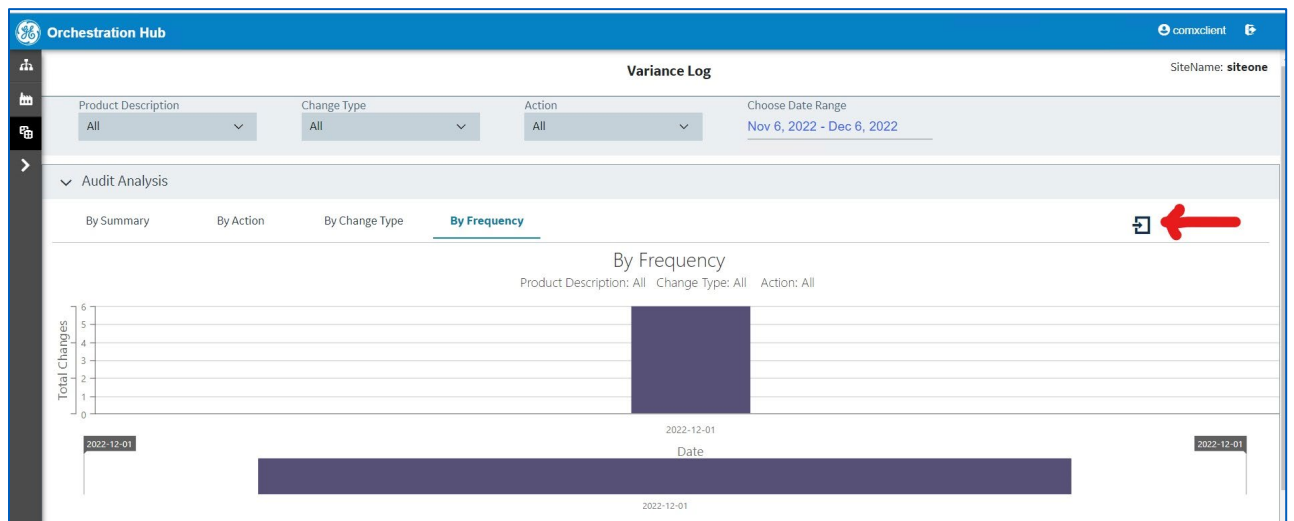 Orchestration Hub
comxclient
Variance Log
SiteName: siteone
Product Description
Change Type
Action
Choose Date Range
All
All
All
Nov 6, 2022 - Dec 6, 2022
Audit Analysis
By Summary
By Action
By Change Type
By Frequency
By Frequency
Product Description: All Change Type: All Action: All
Total Changes
6
5
4
3
2
1
0
2022-12-01
Date
2022-12-01
2022-12-01
2022-12-01